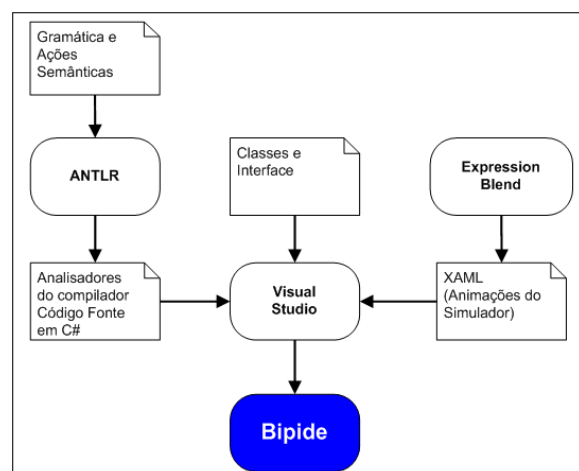 Gramática e
Ações
Semânticas
ANTLR
Classes e
Interface
Expression
Blend
Analisadores
do compilador
Código Fonte
em C#
Visual
Studio
XAML
(Animações do
Simulador)
Bipide